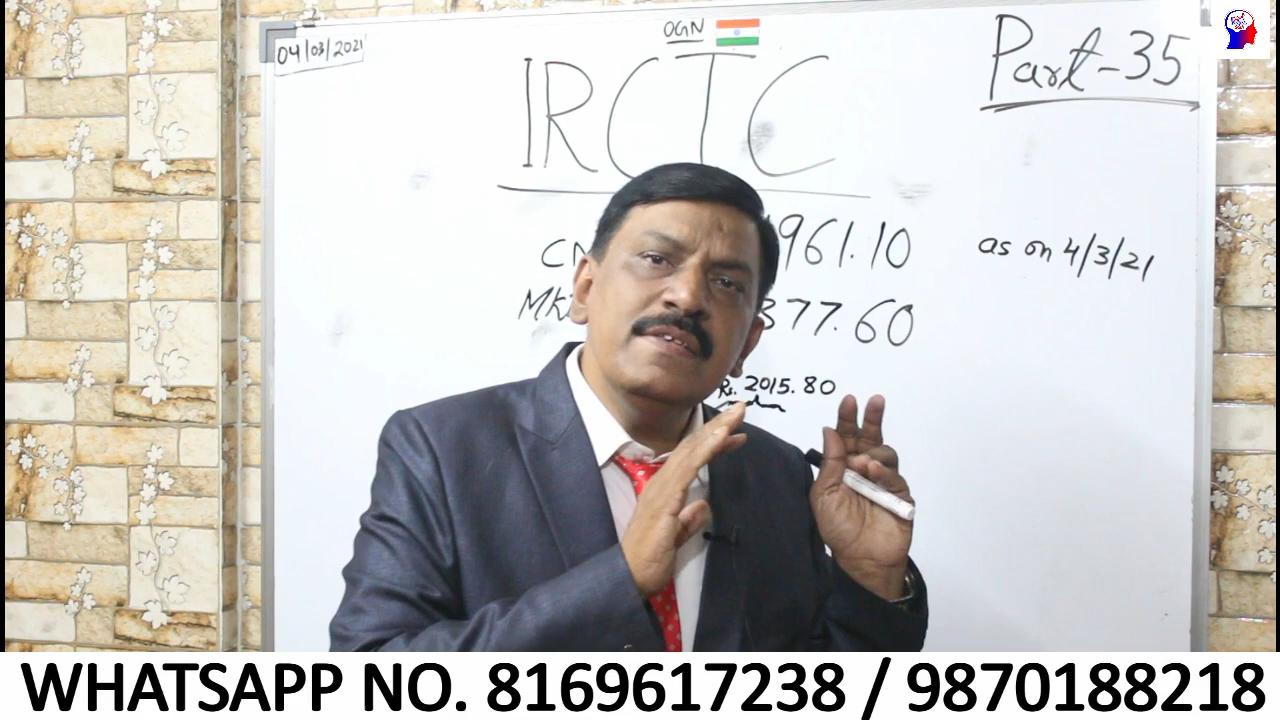 04/03/2021
OGN
Part-35
IRCTC
961.10
as on 4/3/21
377.60
Rs. 2015.80
WHATSAPP NO. 8169617238 / 9870188218